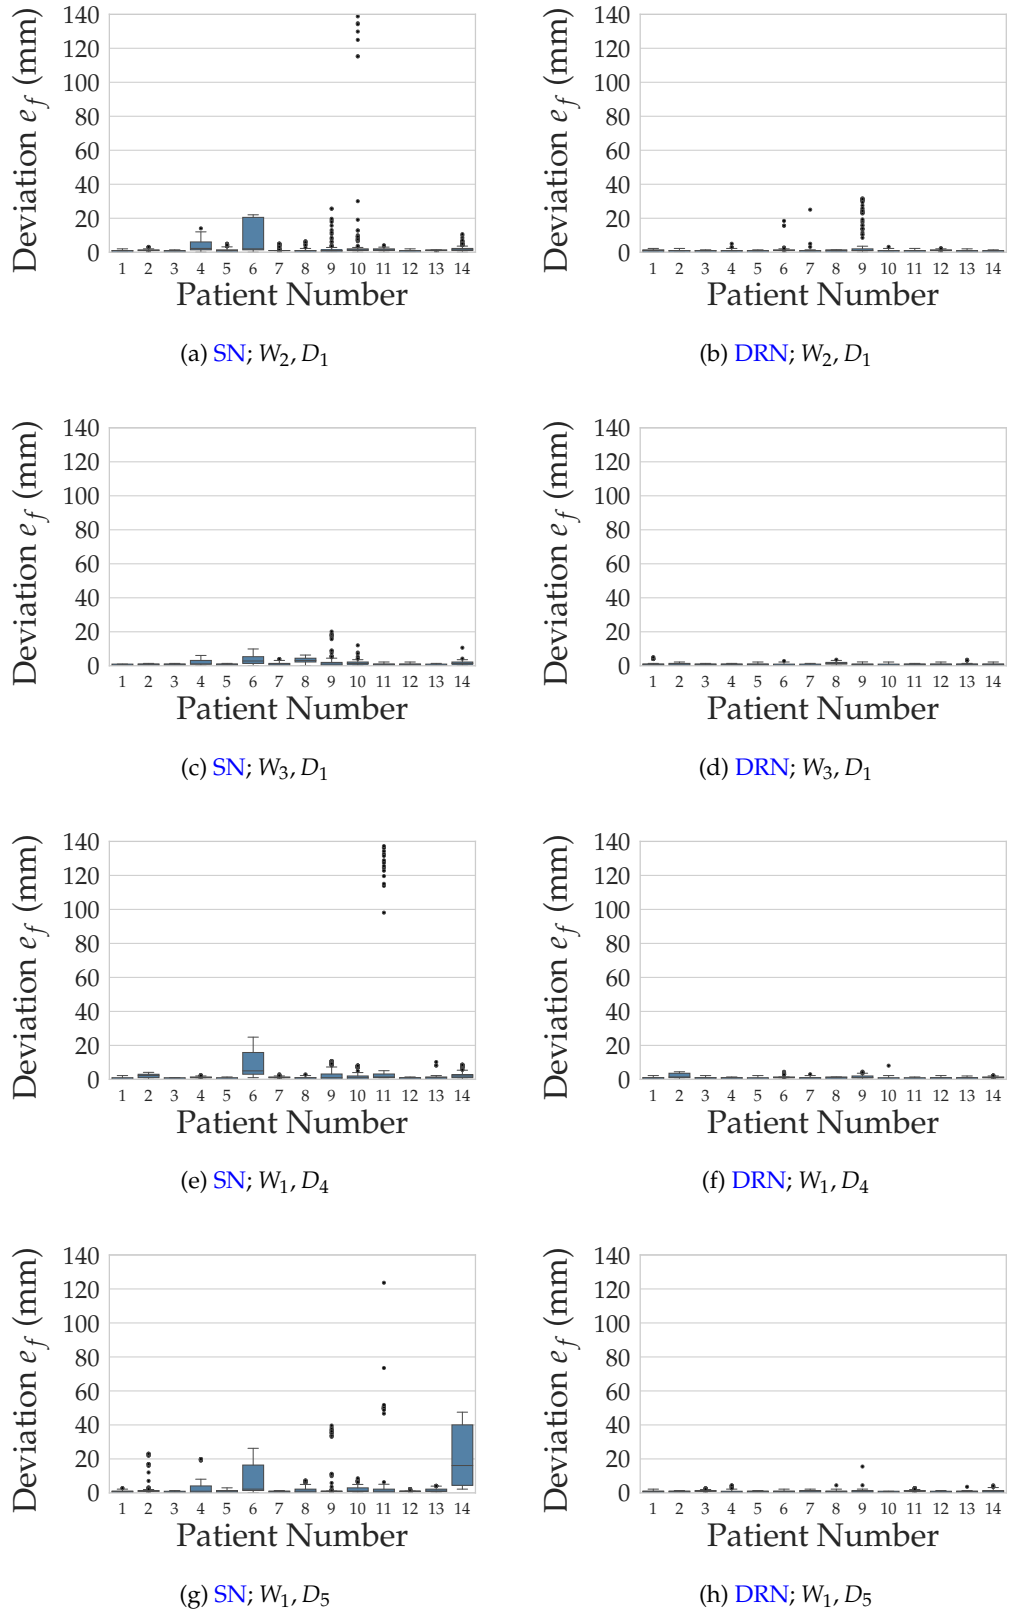 Deviation e_f (mm)
140
120
100
80
60
40
20
0
1 2 3 4 5 6 7 8 9 10 11 12 13 14
Patient Number
(a) SN; W_2, D_1
Deviation e_f (mm)
140
120
100
80
60
40
20
0
1 2 3 4 5 6 7 8 9 10 11 12 13 14
Patient Number
(b) DRN; W_2, D_1
Deviation e_f (mm)
140
120
100
80
60
40
20
0
1 2 3 4 5 6 7 8 9 10 11 12 13 14
Patient Number
(c) SN; W_3, D_1
Deviation e_f (mm)
140
120
100
80
60
40
20
0
1 2 3 4 5 6 7 8 9 10 11 12 13 14
Patient Number
(d) DRN; W_3, D_1
Deviation e_f (mm)
140
120
100
80
60
40
20
0
1 2 3 4 5 6 7 8 9 10 11 12 13 14
Patient Number
(e) SN; W_1, D_4
Deviation e_f (mm)
140
120
100
80
60
40
20
0
1 2 3 4 5 6 7 8 9 10 11 12 13 14
Patient Number
(f) DRN; W_1, D_4
Deviation e_f (mm)
140
120
100
80
60
40
20
0
1 2 3 4 5 6 7 8 9 10 11 12 13 14
Patient Number
(g) SN; W_1, D_5
Deviation e_f (mm)
140
120
100
80
60
40
20
0
1 2 3 4 5 6 7 8 9 10 11 12 13 14
Patient Number
(h) DRN; W_1, D_5